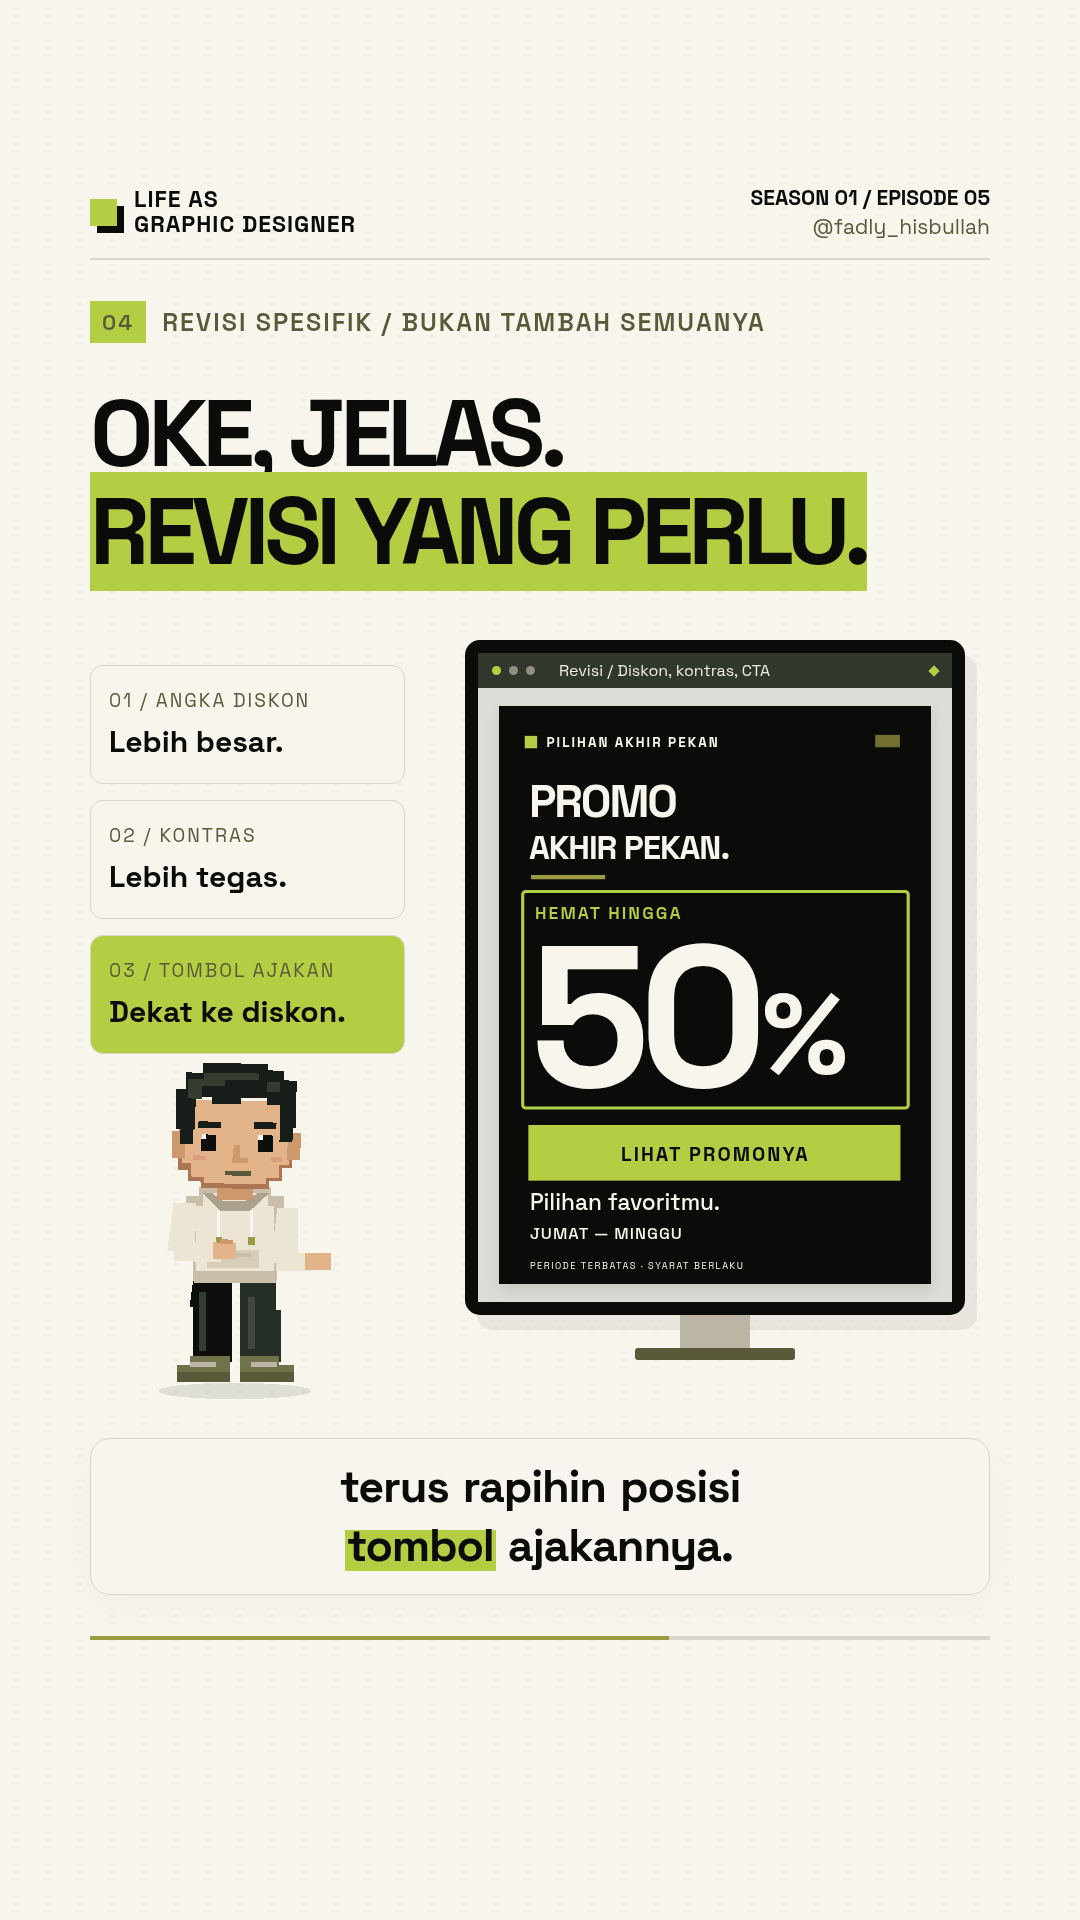 LIFE AS
GRAPHIC DESIGNER
SEASON 01 / EPISODE 05
@fadly_hisbullah
04
REVISI SPESIFIK / BUKAN TAMBAH SEMUANYA
OKE, JELAS.
REVISI YANG PERLU.
01 / ANGKA DISKON
Lebih besar.
02 / KONTRAS
Lebih tegas.
03 / TOMBOL AJAKAN
Dekat ke diskon.
Revisi / Diskon, kontras, CTA
PILIHAN AKHIR PEKAN
PROMO
AKHIR PEKAN.
HEMAT HINGGA
50%
LIHAT PROMONYA
Pilihan favoritmu.
JUMAT — MINGGU
PERIODE TERBATAS · SYARAT BERLAKU
terus rapihin posisi
tombol ajakannya.